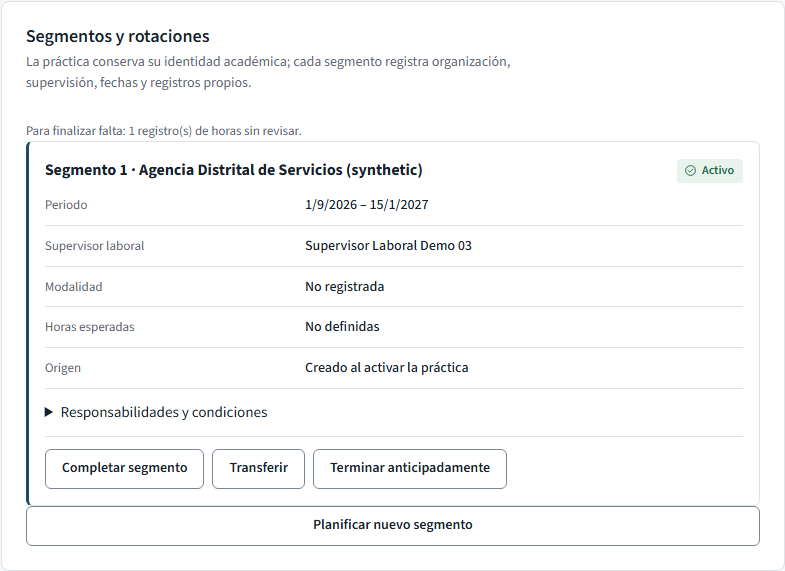 Segmentos y rotaciones
La práctica conserva su identidad académica; cada segmento registra organización,
supervisión, fechas y registros propios.
Para finalizar falta: 1 registro(s) de horas sin revisar.
Segmento 1 · Agencia Distrital de Servicios (synthetic)
Activo
Periodo
1/9/2026 – 15/1/2027
Supervisor laboral
Supervisor Laboral Demo 03
Modalidad
No registrada
Horas esperadas
No definidas
Origen
Creado al activar la práctica
Responsabilidades y condiciones
Completar segmento
Transferir
Terminar anticipadamente
Planificar nuevo segmento